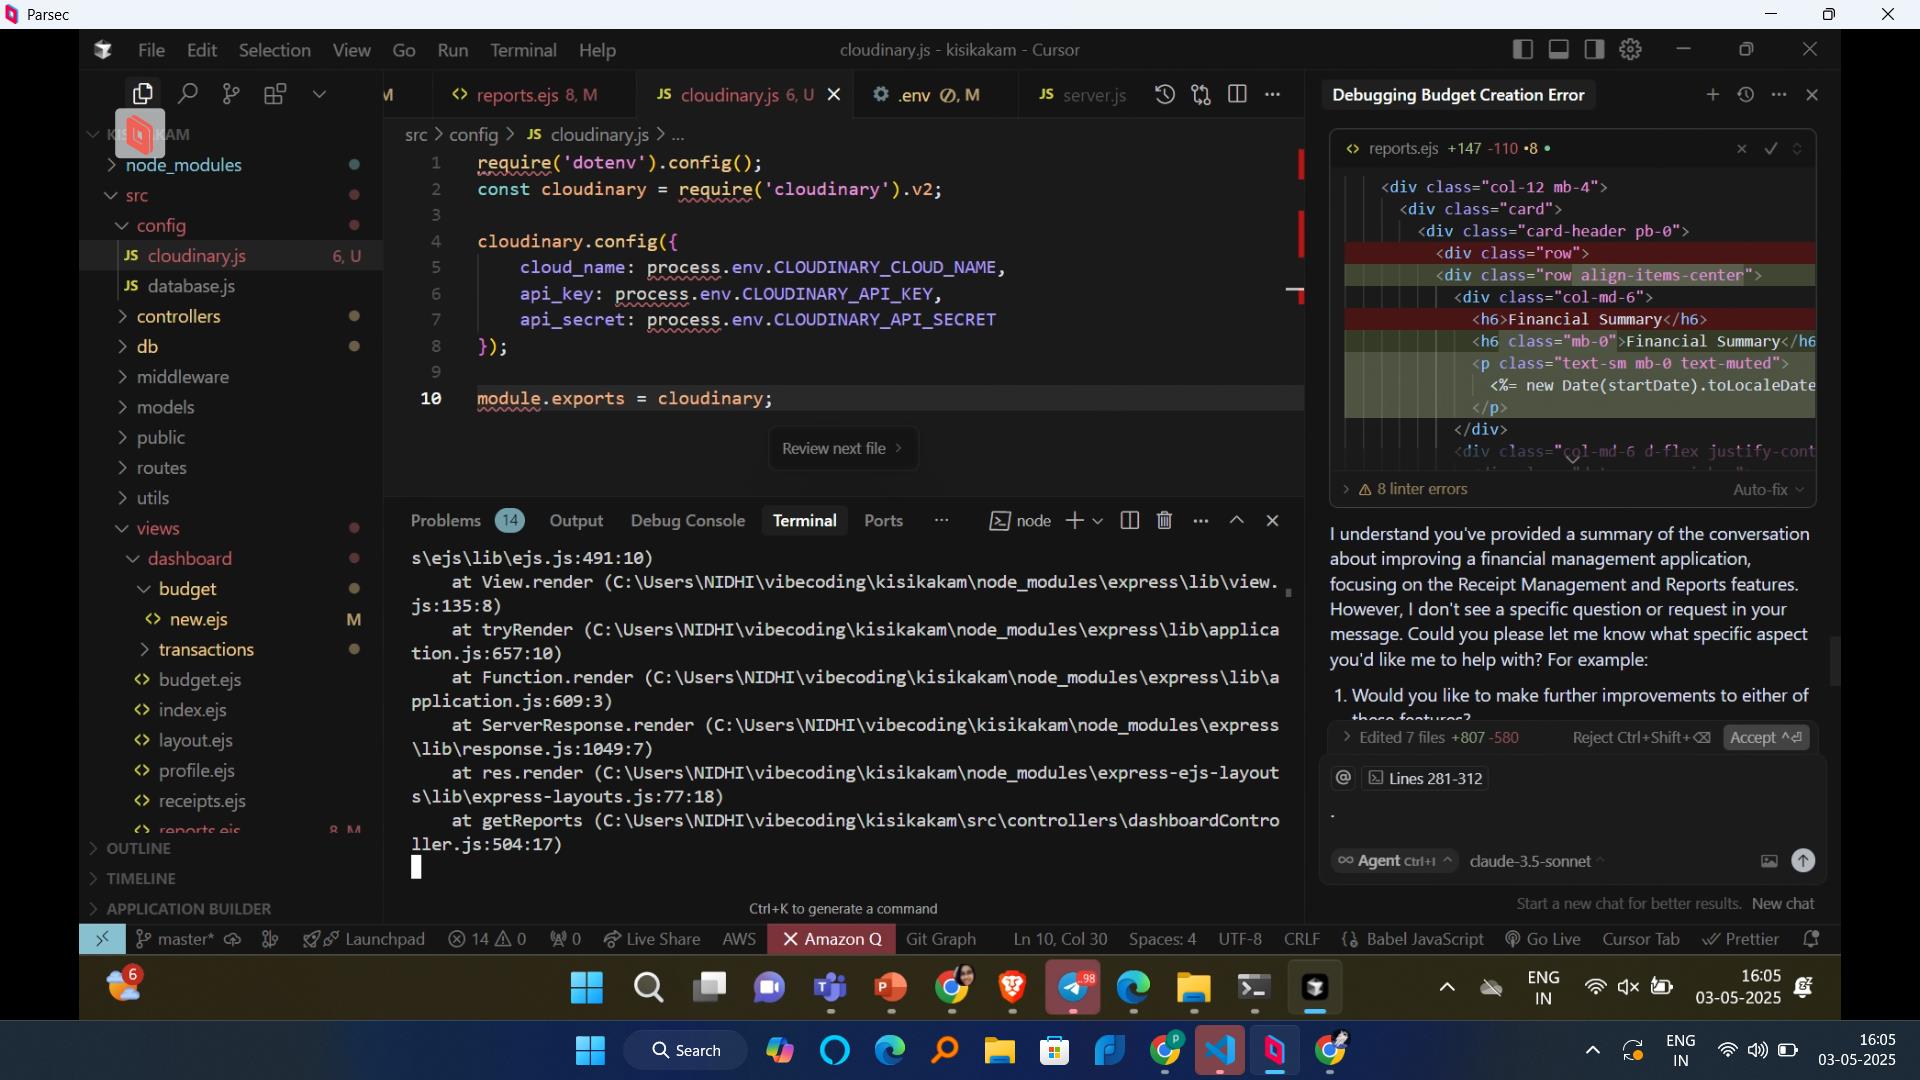 Parsec
File Edit Selection View Go Run Terminal Help
cloudinary.js - kisikakam - Cursor
M
<> reports.ejs 8, M
JS cloudinary.js 6, U
.env M
JS server.js
Debugging Budget Creation Error
src > config > JS cloudinary.js > ...
node_modules
src
config
JS cloudinary.js 6, U
JS database.js
controllers
db
middleware
models
public
routes
utils
views
dashboard
budget
<> new.ejs M
transactions
<> budget.ejs
<> index.ejs
<> layout.ejs
<> profile.ejs
<> receipts.ejs
<> reports.ejs 8, M
OUTLINE
TIMELINE
APPLICATION BUILDER
1 require('dotenv').config();
2 const cloudinary = require('cloudinary').v2;
3
4 cloudinary.config({
5 cloud_name: process.env.CLOUDINARY_CLOUD_NAME,
6 api_key: process.env.CLOUDINARY_API_KEY,
7 api_secret: process.env.CLOUDINARY_API_SECRET
8 });
9
10 module.exports = cloudinary;
Review next file >
Problems 14 Output Debug Console Terminal Ports ... node
s\ejs\lib\ejs.js:491:10)
at View.render (C:\Users\NIDHI\vibecoding\kisikakam\node_modules\express\lib\view.
js:135:8)
at tryRender (C:\Users\NIDHI\vibecoding\kisikakam\node_modules\express\lib\applica
tion.js:657:10)
at Function.render (C:\Users\NIDHI\vibecoding\kisikakam\node_modules\express\lib\a
pplication.js:609:3)
at ServerResponse.render (C:\Users\NIDHI\vibecoding\kisikakam\node_modules\express
\lib\response.js:1049:7)
at res.render (C:\Users\NIDHI\vibecoding\kisikakam\node_modules\express-ejs-layout
s\lib\express-layouts.js:77:18)
at getReports (C:\Users\NIDHI\vibecoding\kisikakam\src\controllers\dashboardContro
ller.js:504:17)
Ctrl+K to generate a command
<> reports.ejs +147 -110 •8 •
<div class="col-12 mb-4">
<div class="card">
<div class="card-header pb-0">
<div class="row">
<div class="row align-items-center">
<div class="col-md-6">
<h6>Financial Summary</h6>
<h6 class="mb-0">Financial Summary</h6
<p class="text-sm mb-0 text-muted">
<%= new Date(startDate).toLocaleDate
</p>
</div>
<div class="col-md-6 d-flex justify-cont
8 linter errors Auto-fix
I understand you've provided a summary of the conversation
about improving a financial management application,
focusing on the Receipt Management and Reports features.
However, I don't see a specific question or request in your
message. Could you please let me know what specific aspect
you'd like me to help with? For example:
1. Would you like to make further improvements to either of
these features?
Edited 7 files +807 -580 Reject Ctrl+Shift+⌫ Accept ^⏎
@ Lines 281-312
.
∞ Agent Ctrl+I claude-3.5-sonnet
Start a new chat for better results. New chat
master* Launchpad 14 0 0 Live Share AWS Amazon Q Git Graph Ln 10, Col 30 Spaces: 4 UTF-8 CRLF {} Babel JavaScript Go Live Cursor Tab Prettier
6
98
ENG
IN
16:05
03-05-2025
Search
P
ENG
IN
16:05
03-05-2025